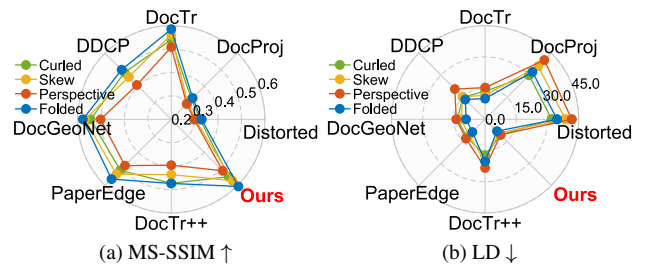 DocTr
DDCP
DocProj
Curled
Skew
Perspective
Folded
0.2
0.3
0.4
0.5
0.6
DocGeoNet
Distorted
PaperEdge
Ours
DocTr++
(a) MS-SSIM ↑
DocTr
DDCP
DocProj
Curled
Skew
Perspective
Folded
0.0
15.0
30.0
45.0
DocGeoNet
Distorted
PaperEdge
Ours
DocTr++
(b) LD ↓